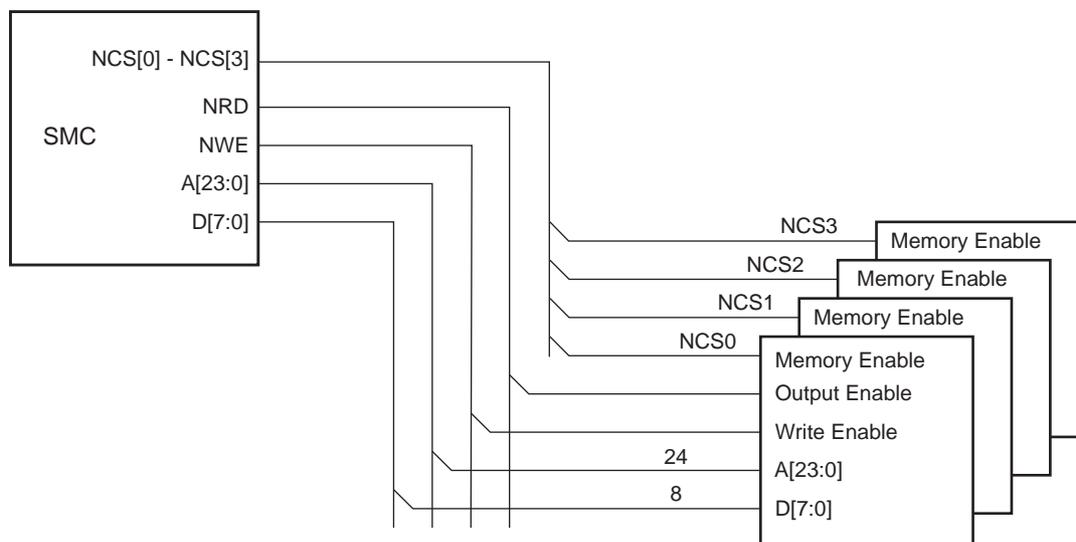 NCS[0] - NCS[3]
NRD
SMC
NWE
A[23:0]
D[7:0]
NCS3
Memory Enable
NCS2
Memory Enable
NCS1
Memory Enable
NCS0
Memory Enable
Output Enable
Write Enable
24
A[23:0]
8
D[7:0]